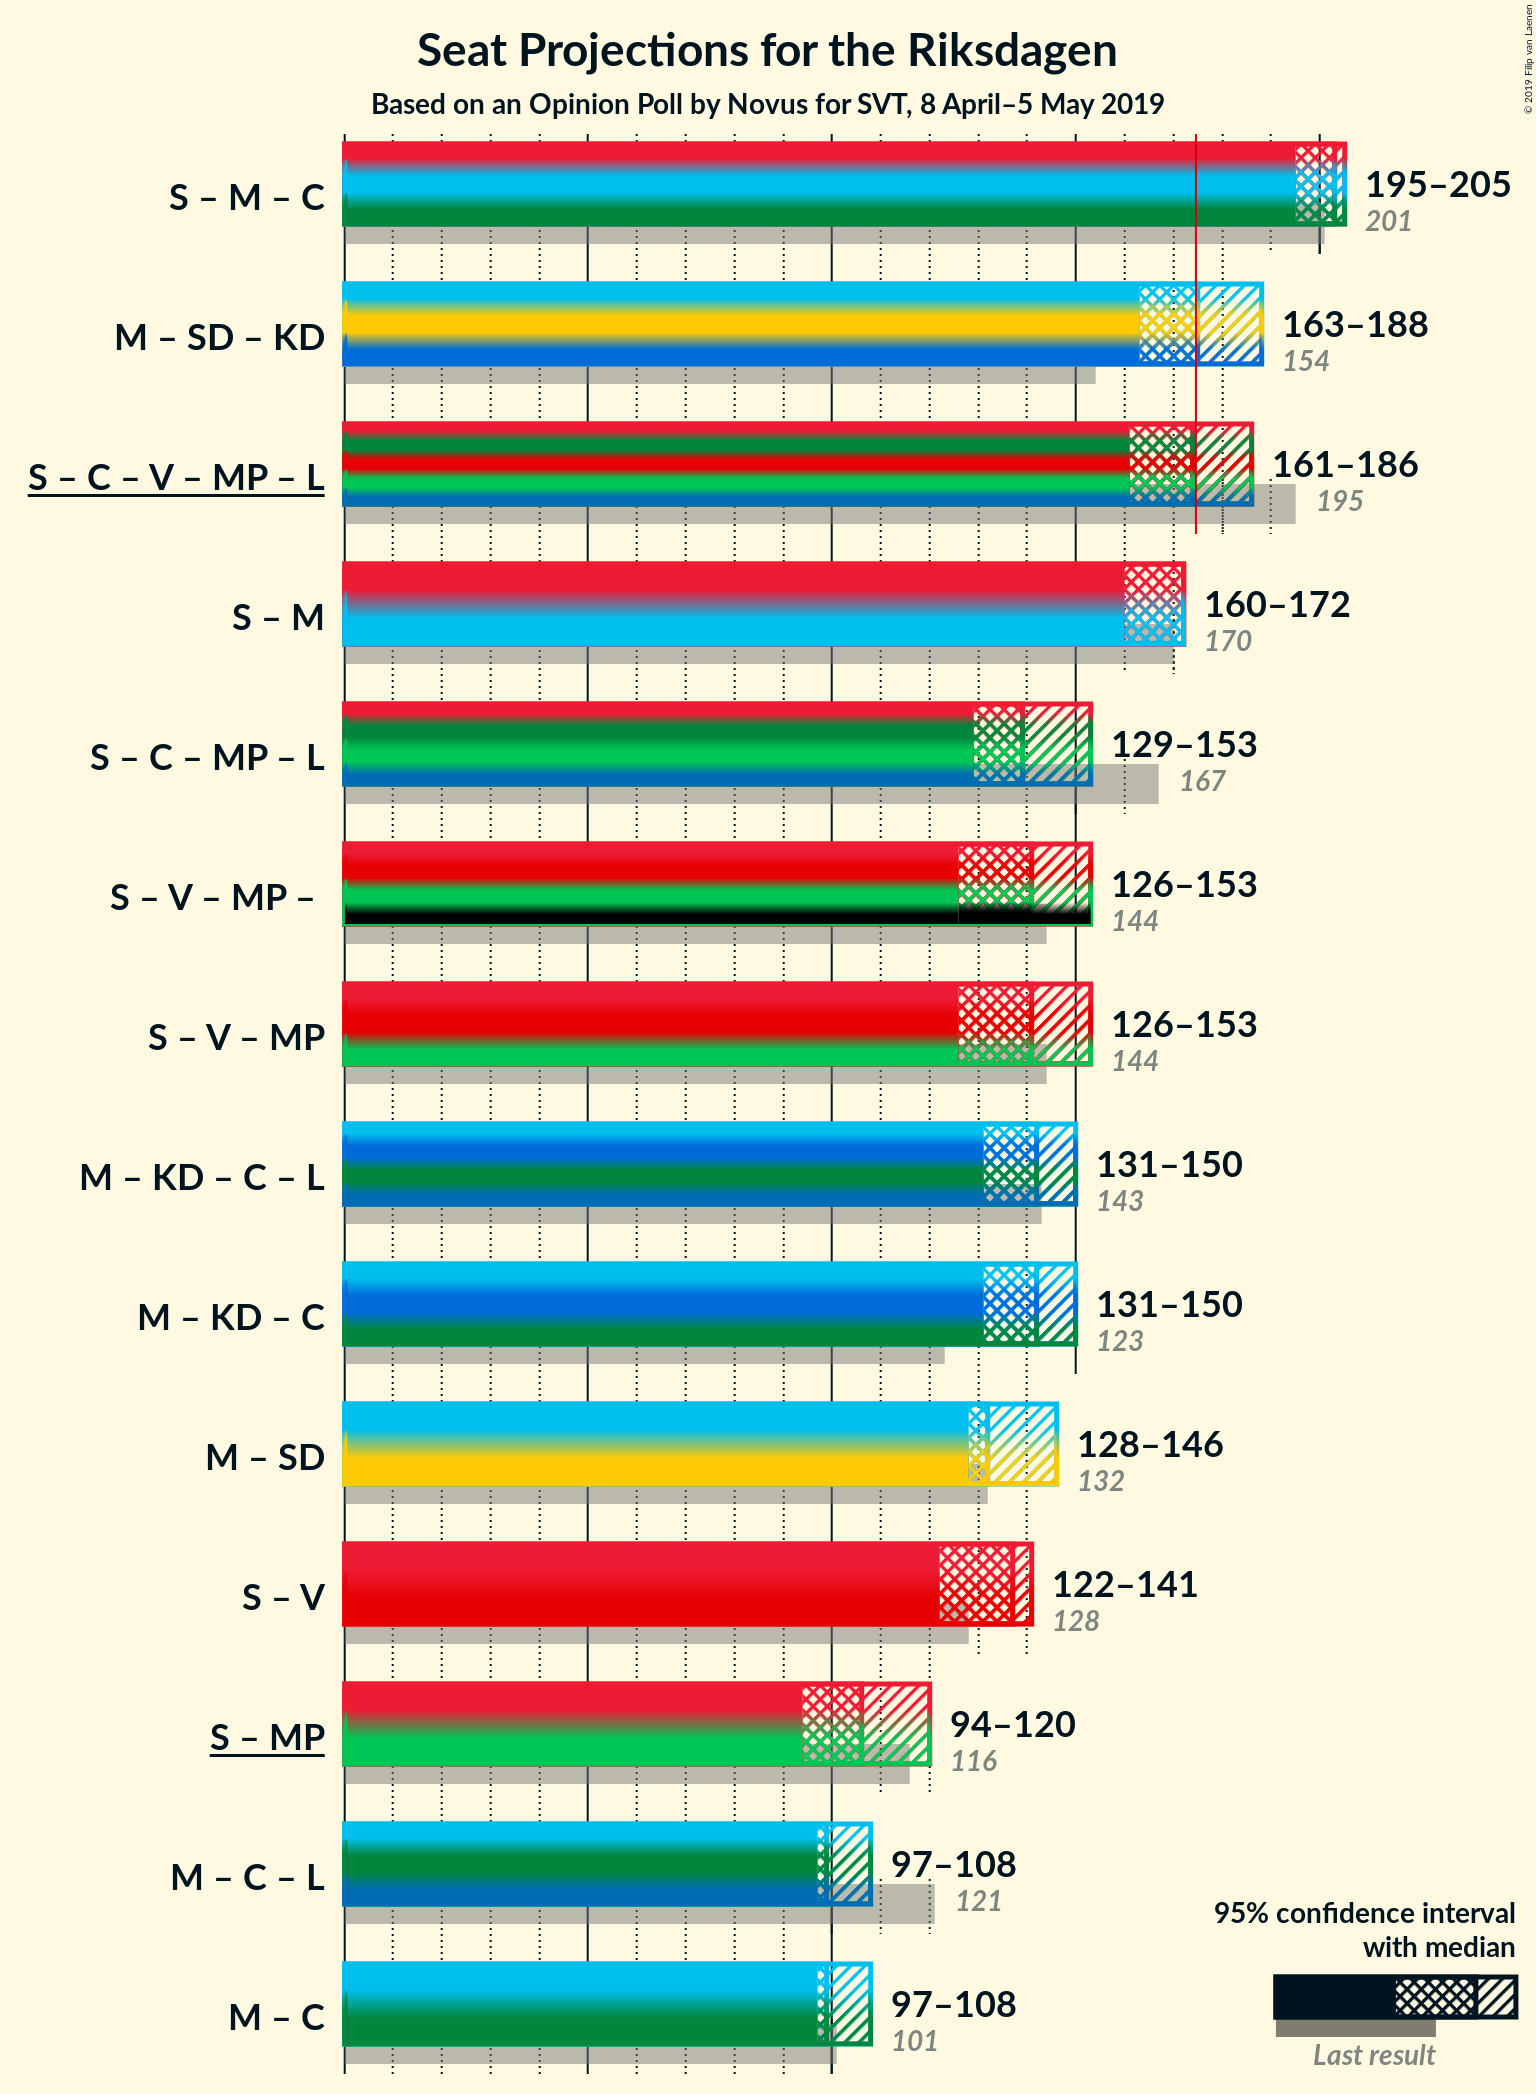 Seat Projections for the Riksdagen
Based on an Opinion Poll by Novus for SVT, 8 April–5 May 2019
© 2019 Filip van Laenen
S – M – C
195–205
201
M – SD – KD
163–188
154
S – C – V – MP – L
161–186
195
S – M
160–172
170
S – C – MP – L
129–153
167
S – V – MP –
126–153
144
S – V – MP
126–153
144
M – KD – C – L
131–150
143
M – KD – C
131–150
123
M – SD
128–146
132
S – V
122–141
128
S – MP
94–120
116
M – C – L
97–108
121
M – C
97–108
101
95% confidence interval
with median
Last result